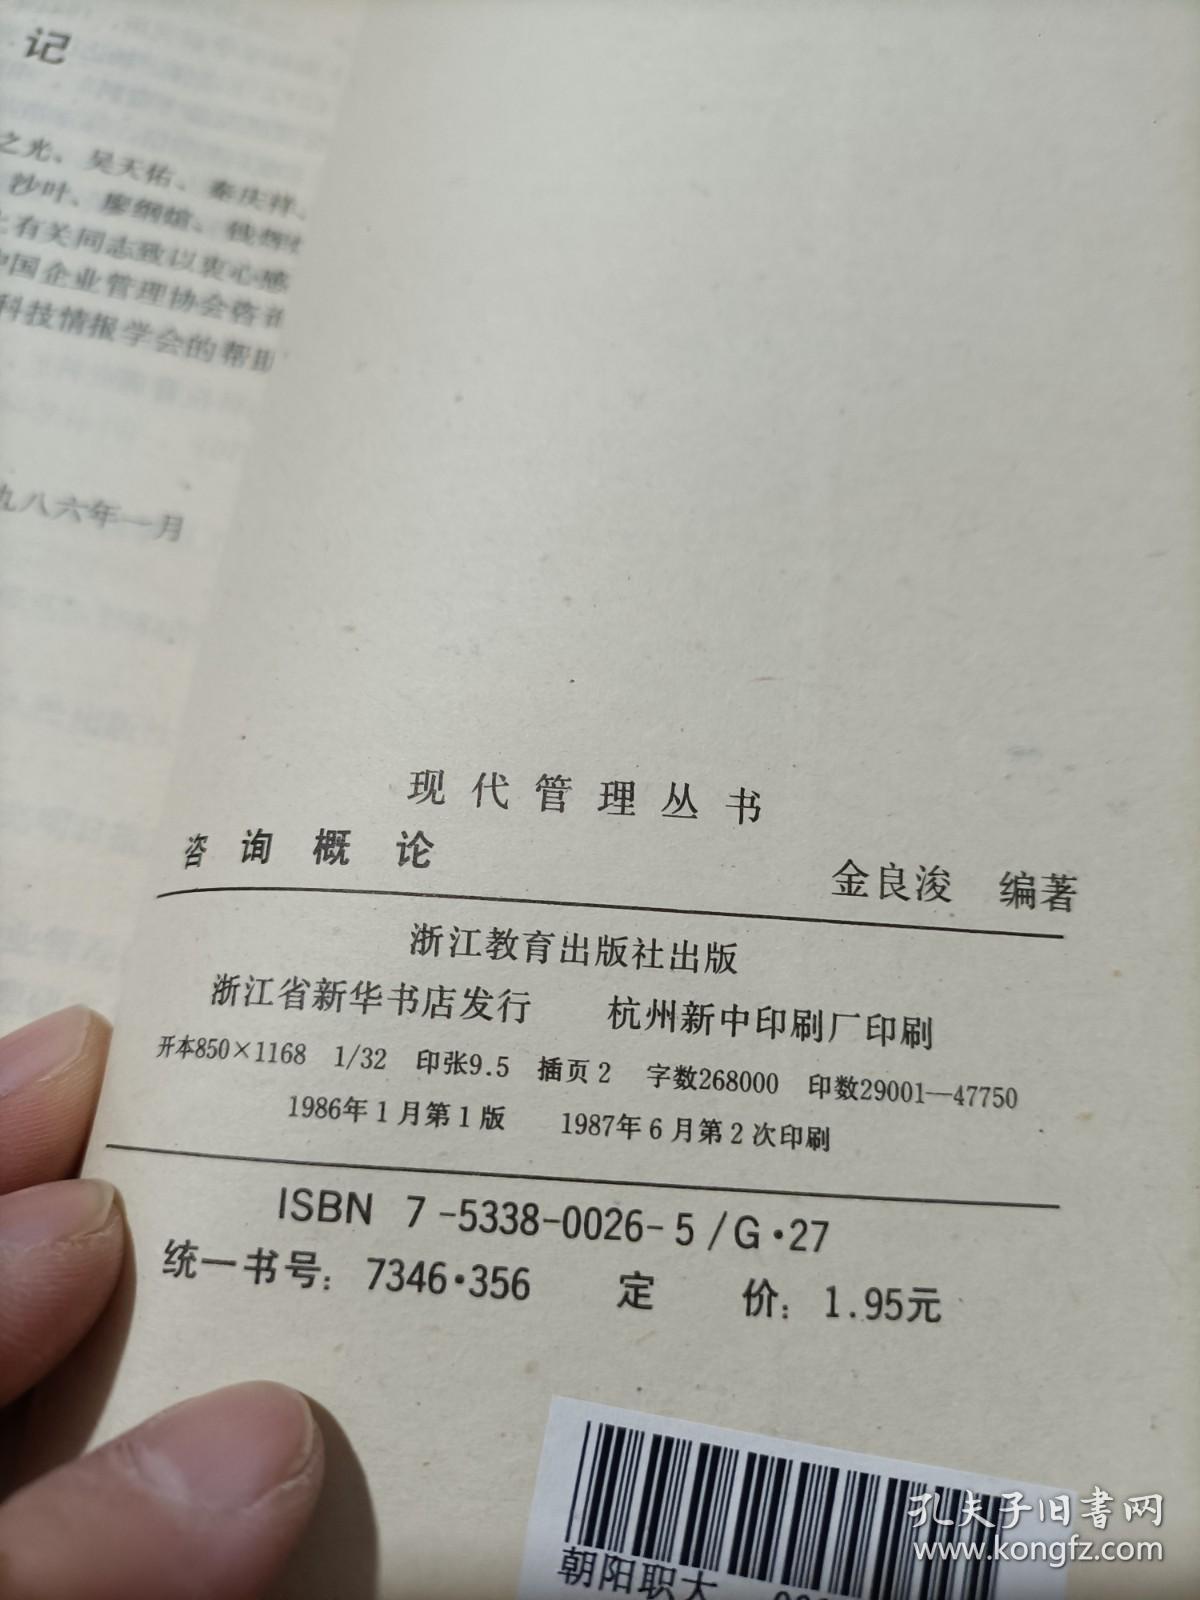 记
之光、吴天佑、秦庆祥、
沙叶、廖纲煊、钱辉
有关同志致以衷心感
中国企业管理协会咨
科技情报学会的帮助
九八六年一月
现代管理丛书
咨询概论
金良浚 编著
浙江教育出版社出版
浙江省新华书店发行 杭州新中印刷厂印刷
开本850×1168 1/32 印张9.5 插页2 字数268000 印数29001—47750
1986年1月第1版 1987年6月第2次印刷
ISBN 7-5338-0026-5/G·27
统一书号：7346·356 定 价：1.95元
朝阳职大
孔夫子旧书网
www.kongfz.com